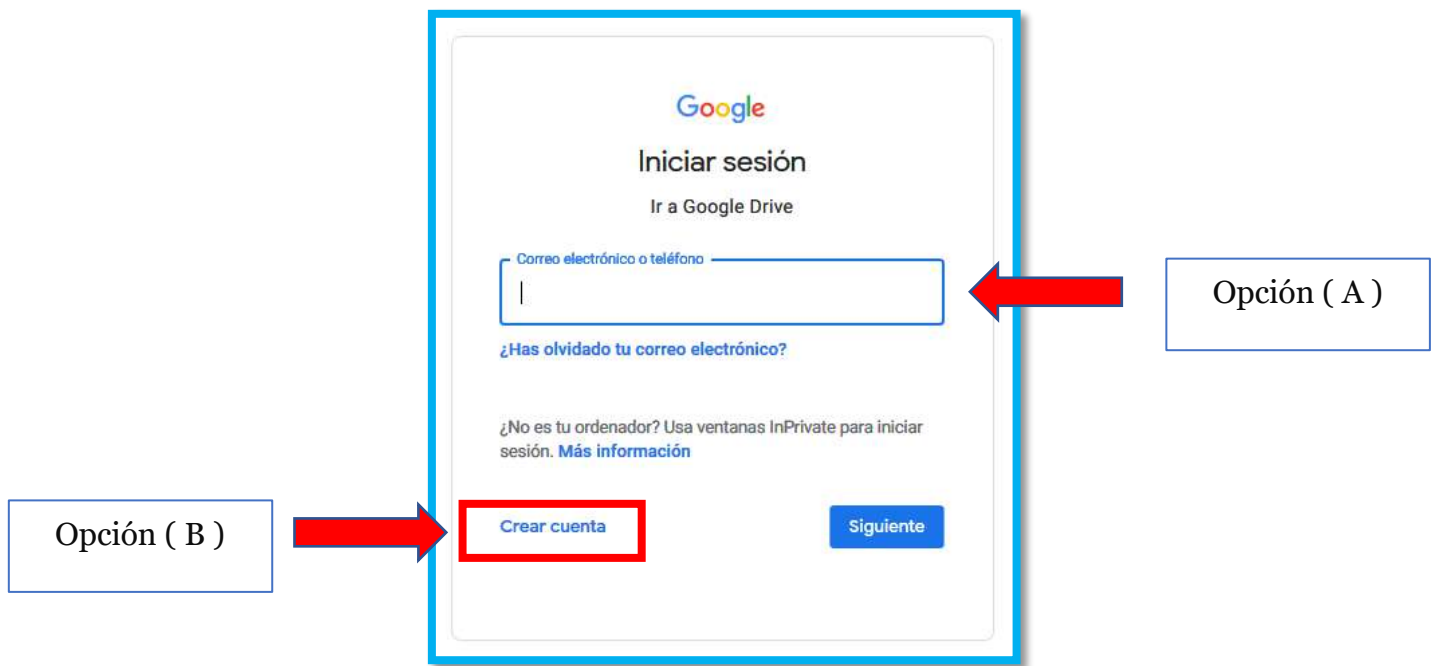 Google
Iniciar sesión
Ir a Google Drive
Correo electrónico o teléfono
Opción ( A )
¿Has olvidado tu correo electrónico?
¿No es tu ordenador? Usa ventanas InPrivate para iniciar
sesión. Más información
Opción ( B )
Crear cuenta
Siguiente